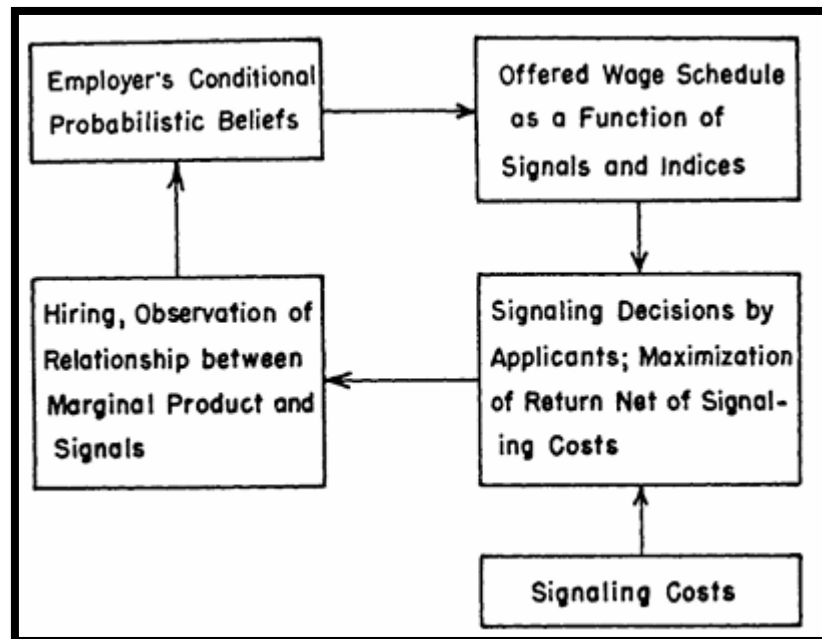 Employer's Conditional
Probabilistic Beliefs
Offered Wage Schedule
as a Function of
Signals and Indices
Hiring, Observation of
Relationship between
Marginal Product and
Signals
Signaling Decisions by
Applicants; Maximization
of Return Net of Signal-
ing Costs
Signaling Costs